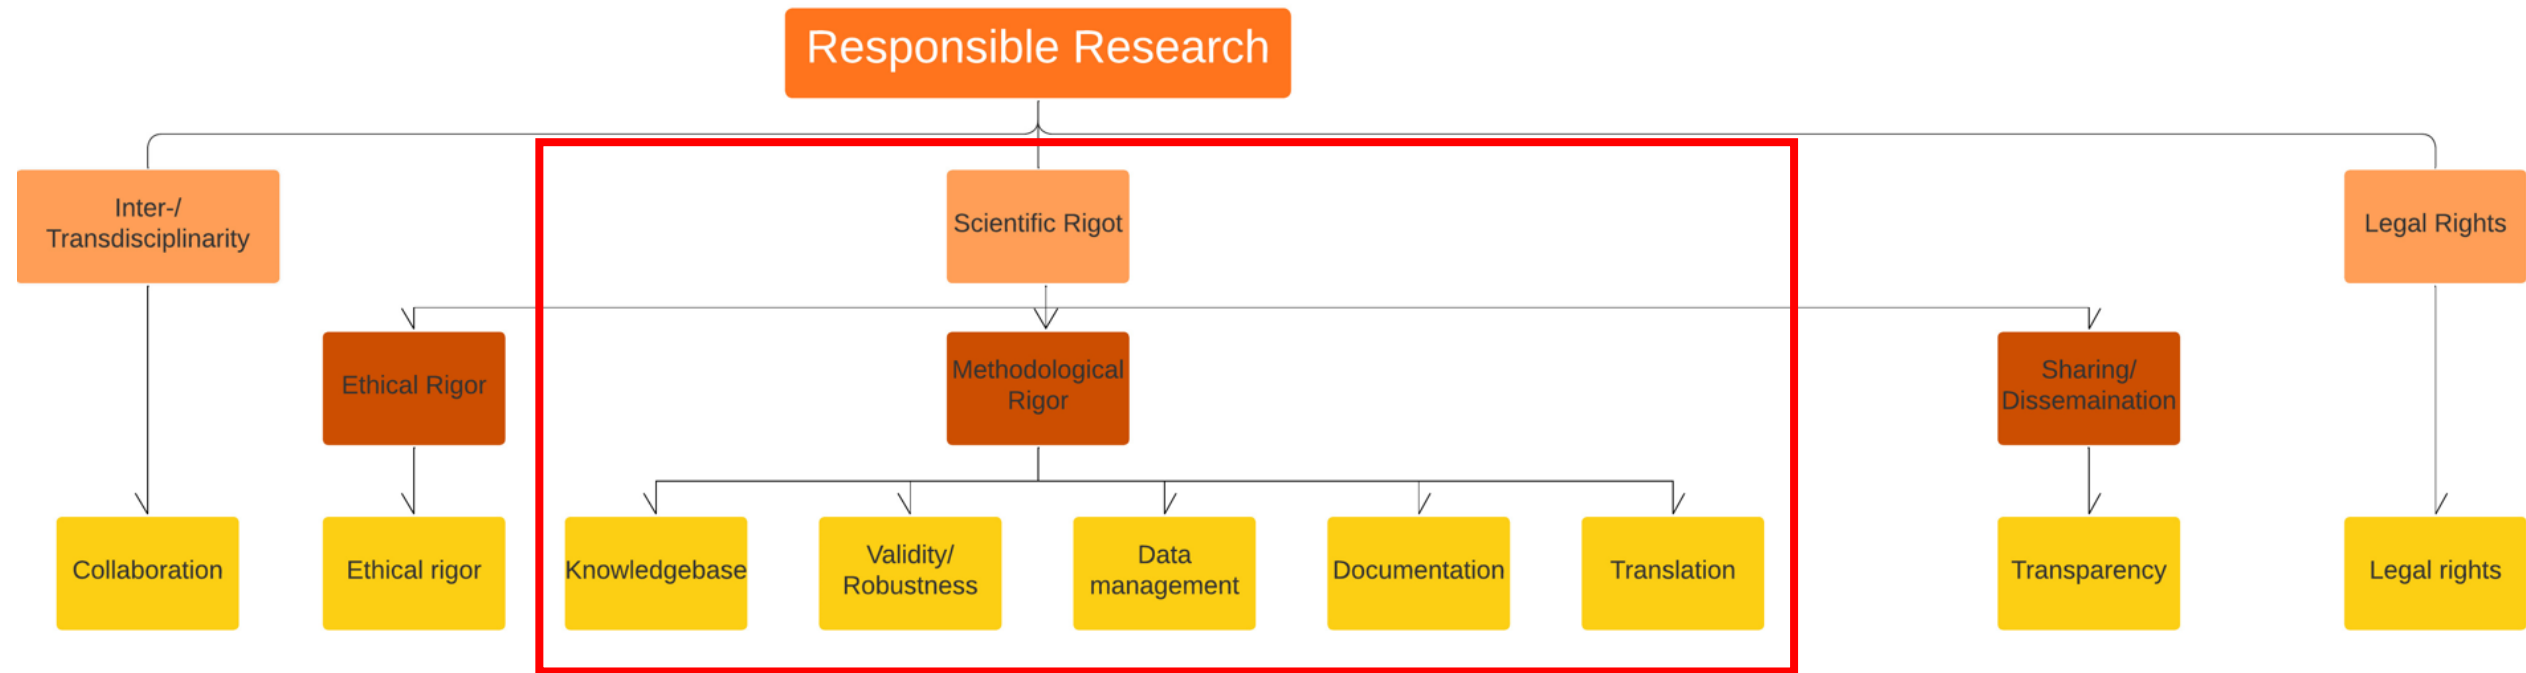 Responsible Research
Inter-/
Transdisciplinarity
Scientific Rigot
Legal Rights
Ethical Rigor
Methodological
Rigor
Sharing/
Dissemaination
Collaboration
Ethical rigor
Knowledgebase
Validity/
Robustness
Data
management
Documentation
Translation
Transparency
Legal rights